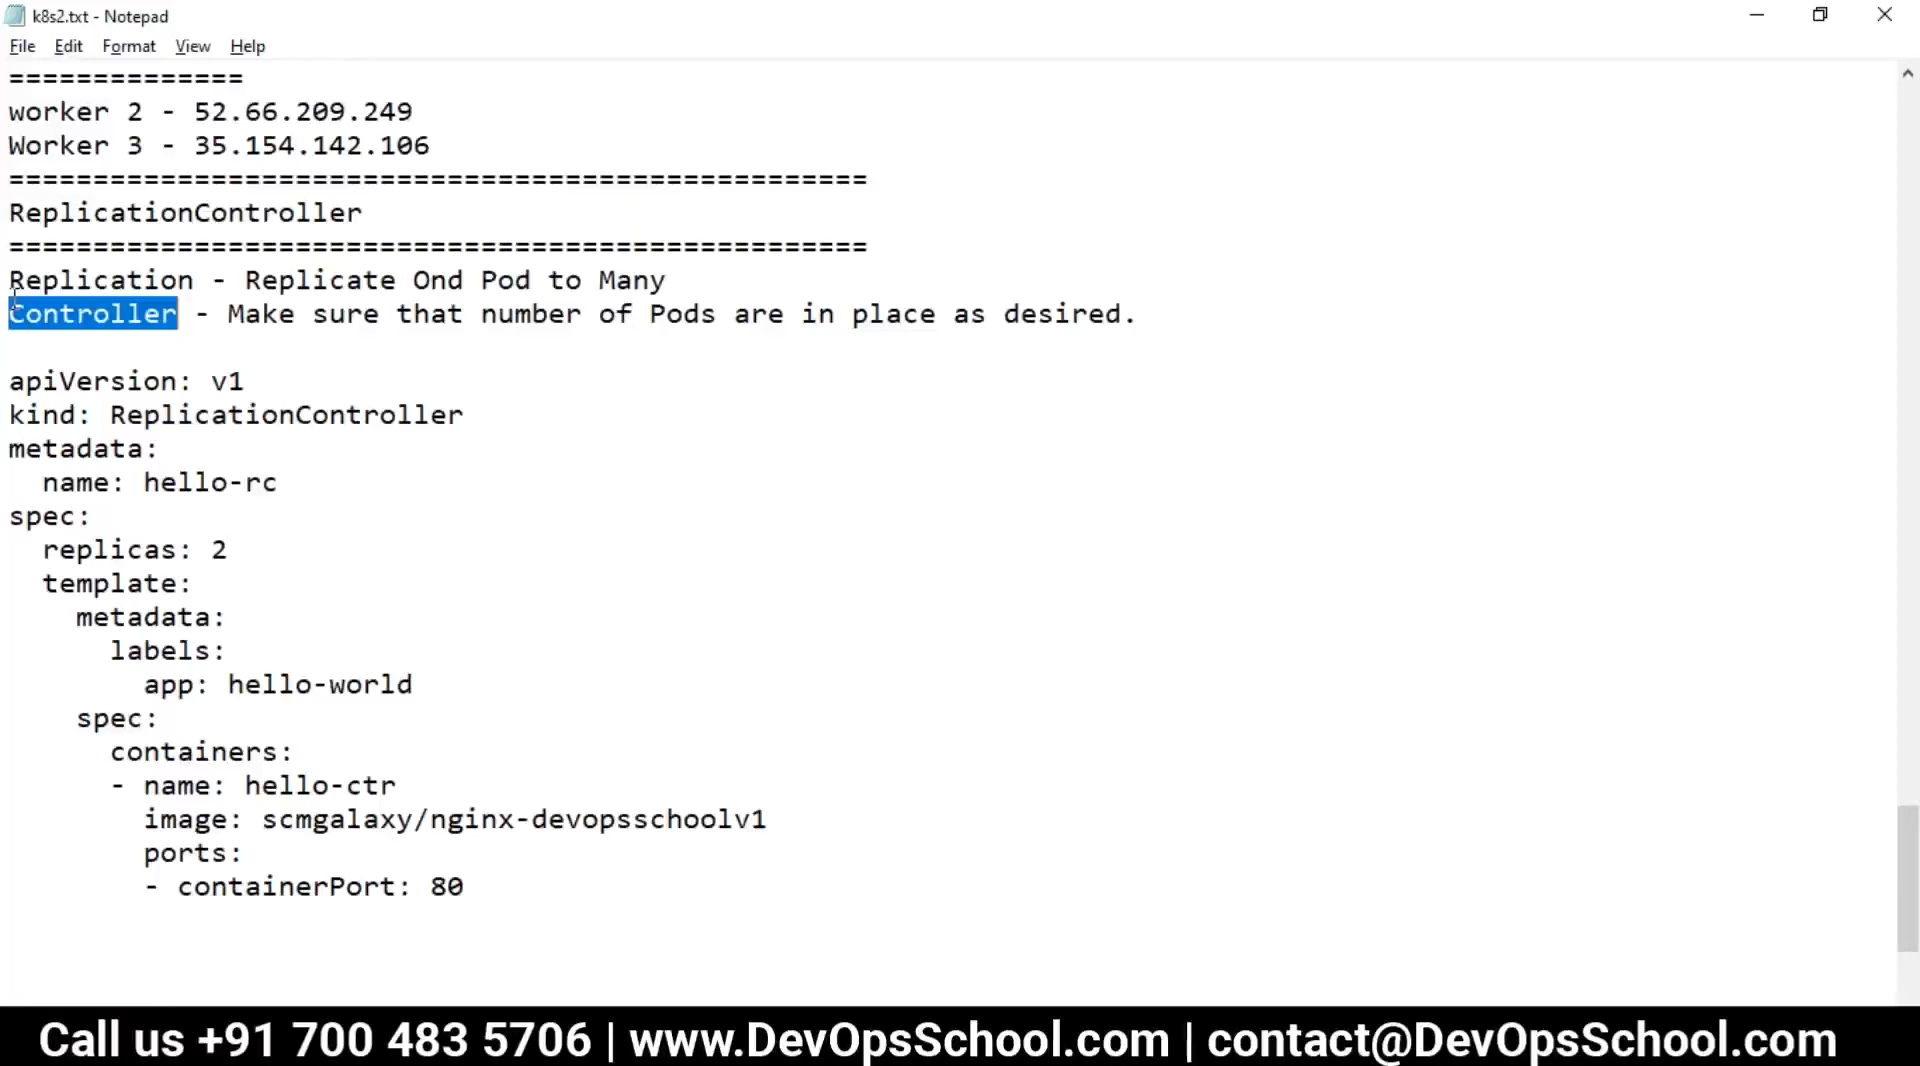 k8s2.txt - Notepad
File Edit Format View Help
==============
worker 2 - 52.66.209.249
Worker 3 - 35.154.142.106
===================================================
ReplicationController
===================================================
Replication - Replicate Ond Pod to Many
Controller - Make sure that number of Pods are in place as desired.

apiVersion: v1
kind: ReplicationController
metadata:
  name: hello-rc
spec:
  replicas: 2
  template:
    metadata:
      labels:
        app: hello-world
    spec:
      containers:
      - name: hello-ctr
        image: scmgalaxy/nginx-devopsschoolv1
        ports:
        - containerPort: 80
Call us +91 700 483 5706 | www.DevOpsSchool.com | contact@DevOpsSchool.com